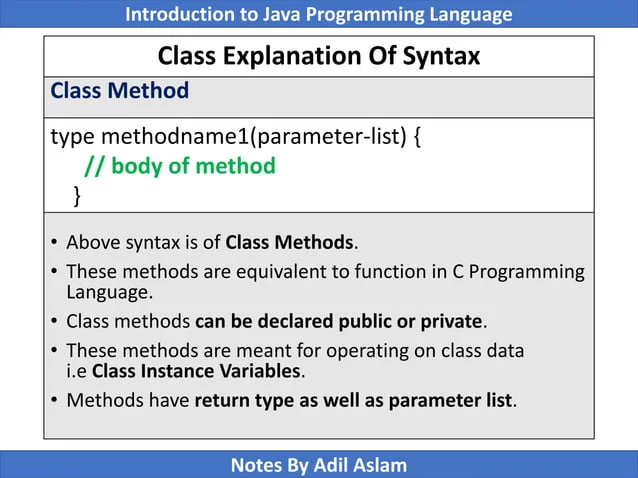 Introduction to Java Programming Language
Class Explanation Of Syntax
Class Method
type methodname1(parameter-list) {
// body of method
}
• Above syntax is of Class Methods.
• These methods are equivalent to function in C Programming
Language.
• Class methods can be declared public or private.
• These methods are meant for operating on class data
i.e Class Instance Variables.
• Methods have return type as well as parameter list.
Notes By Adil Aslam